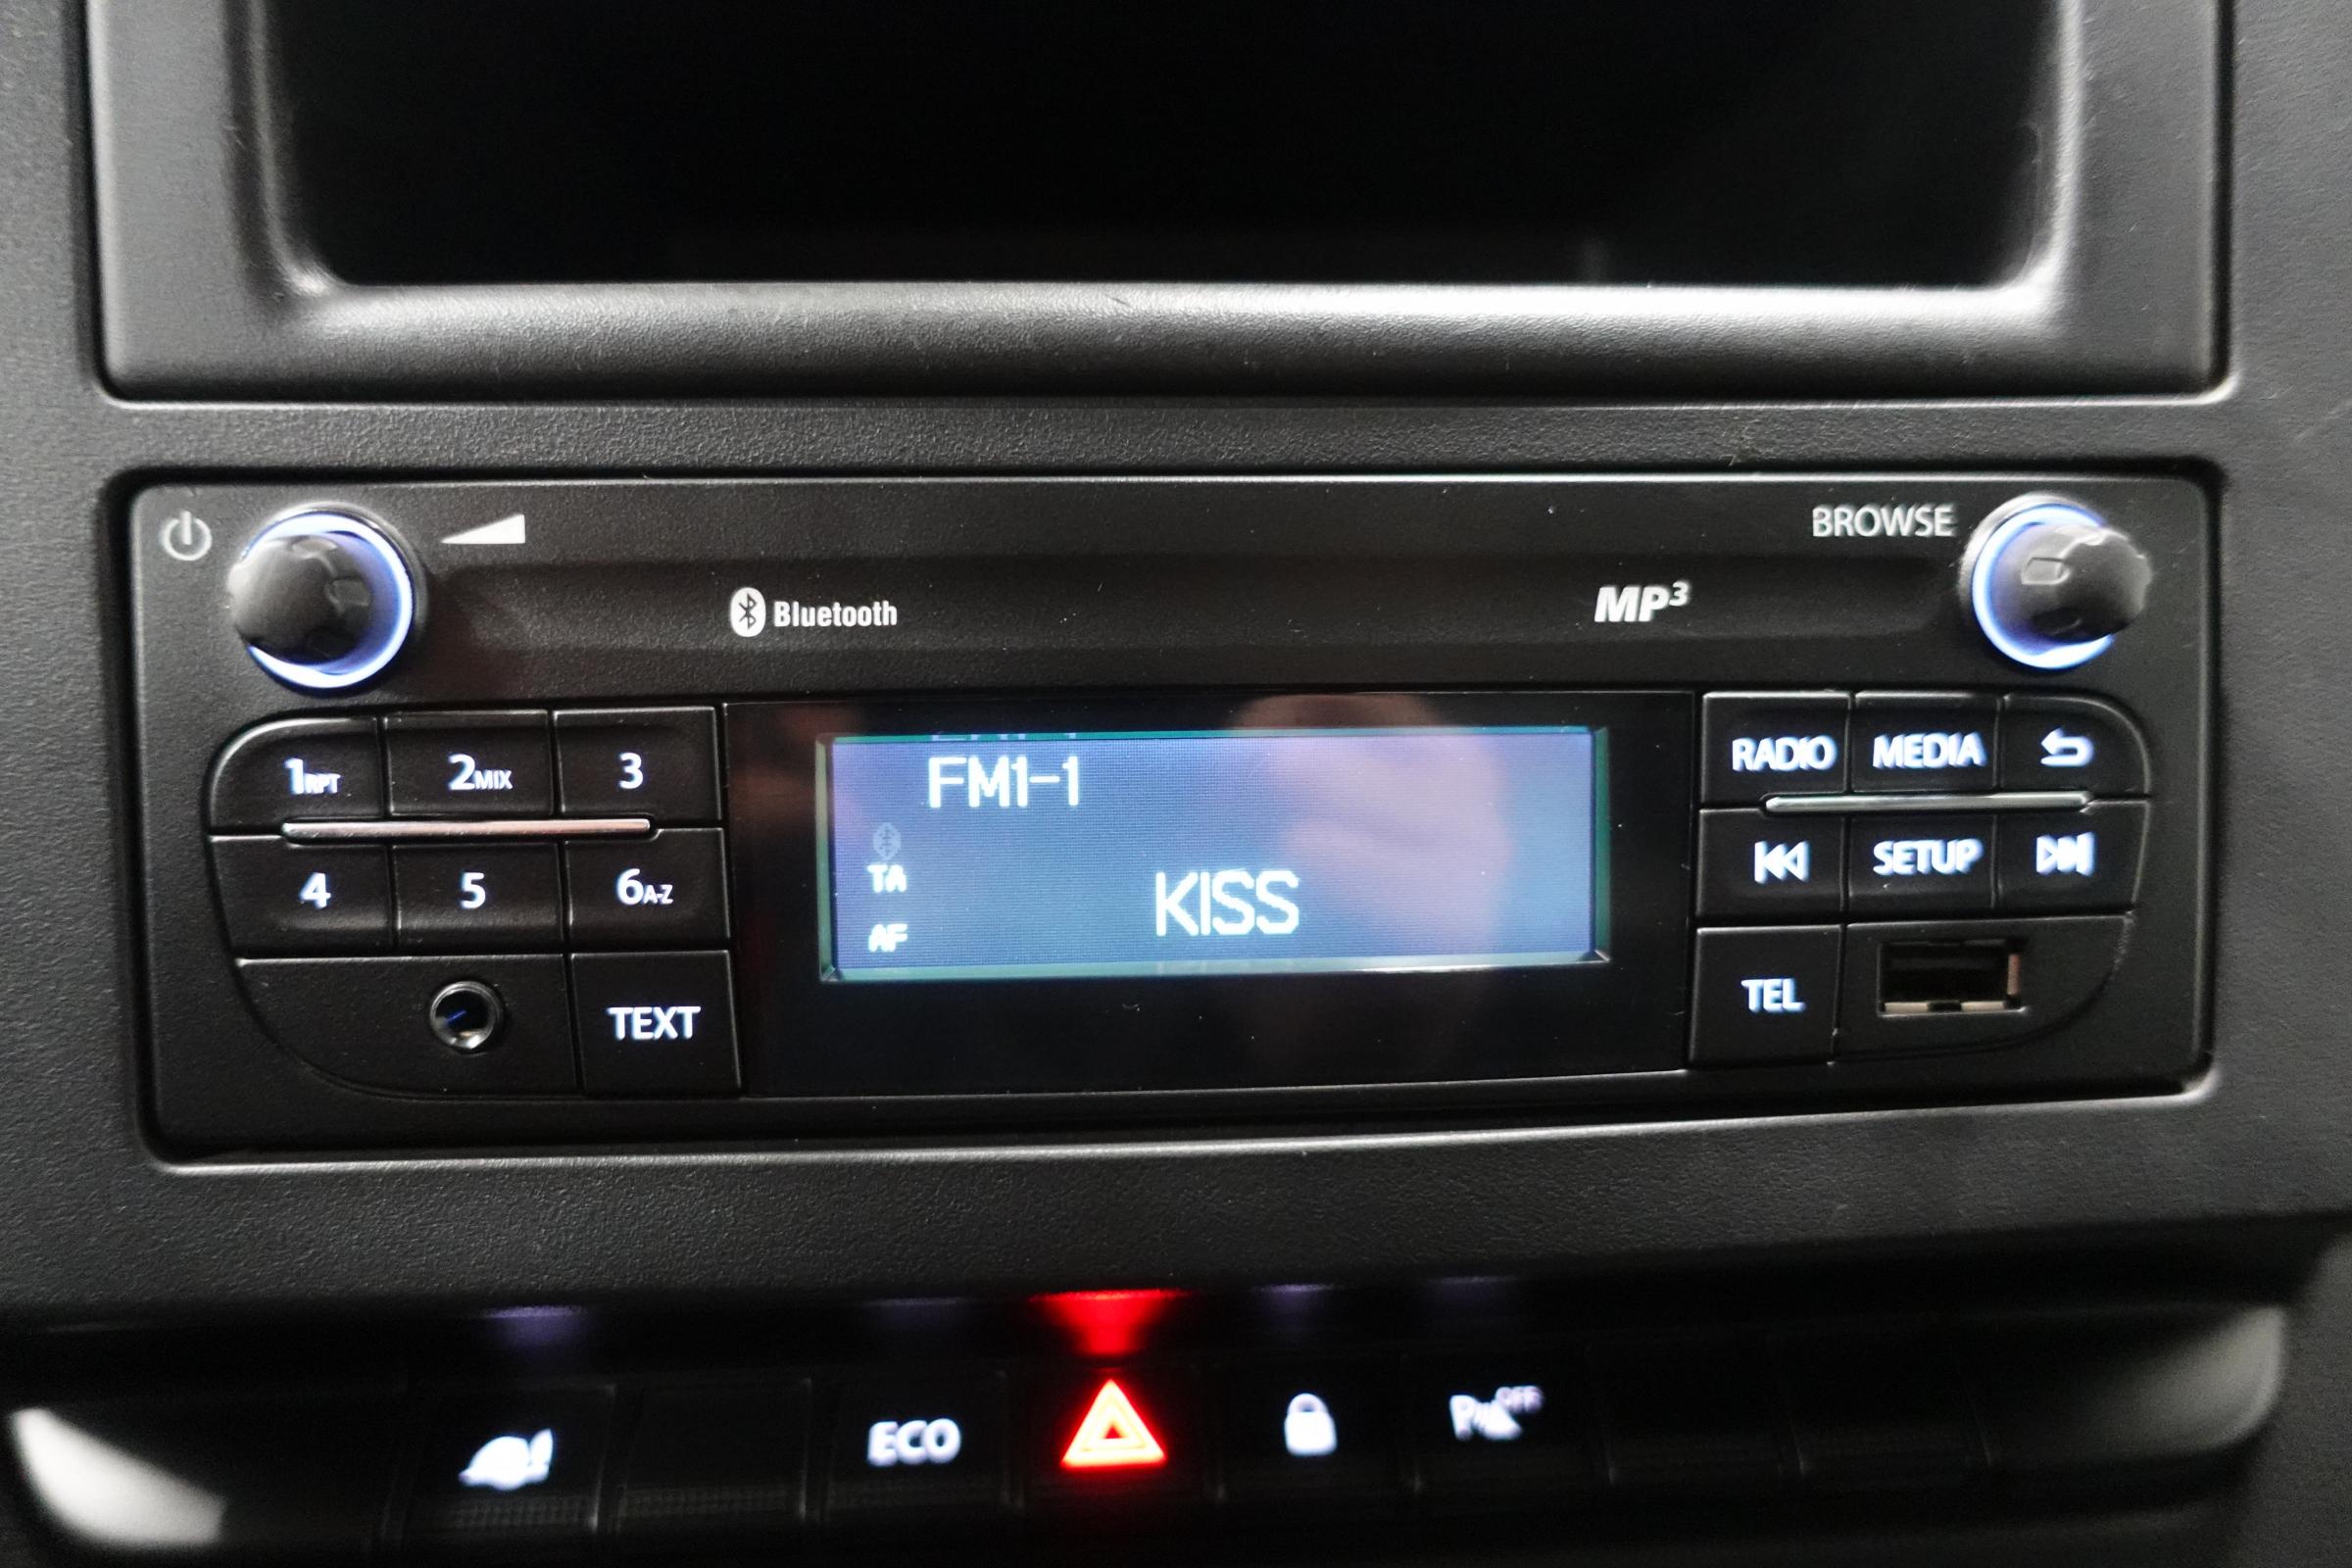 BROWSE
Bluetooth
MP3
1RPT
2MIX
3
4
5
6A-Z
TEXT
FM1-1
TA
AF
KISS
RADIO
MEDIA
SETUP
TEL
ECO
P OFF